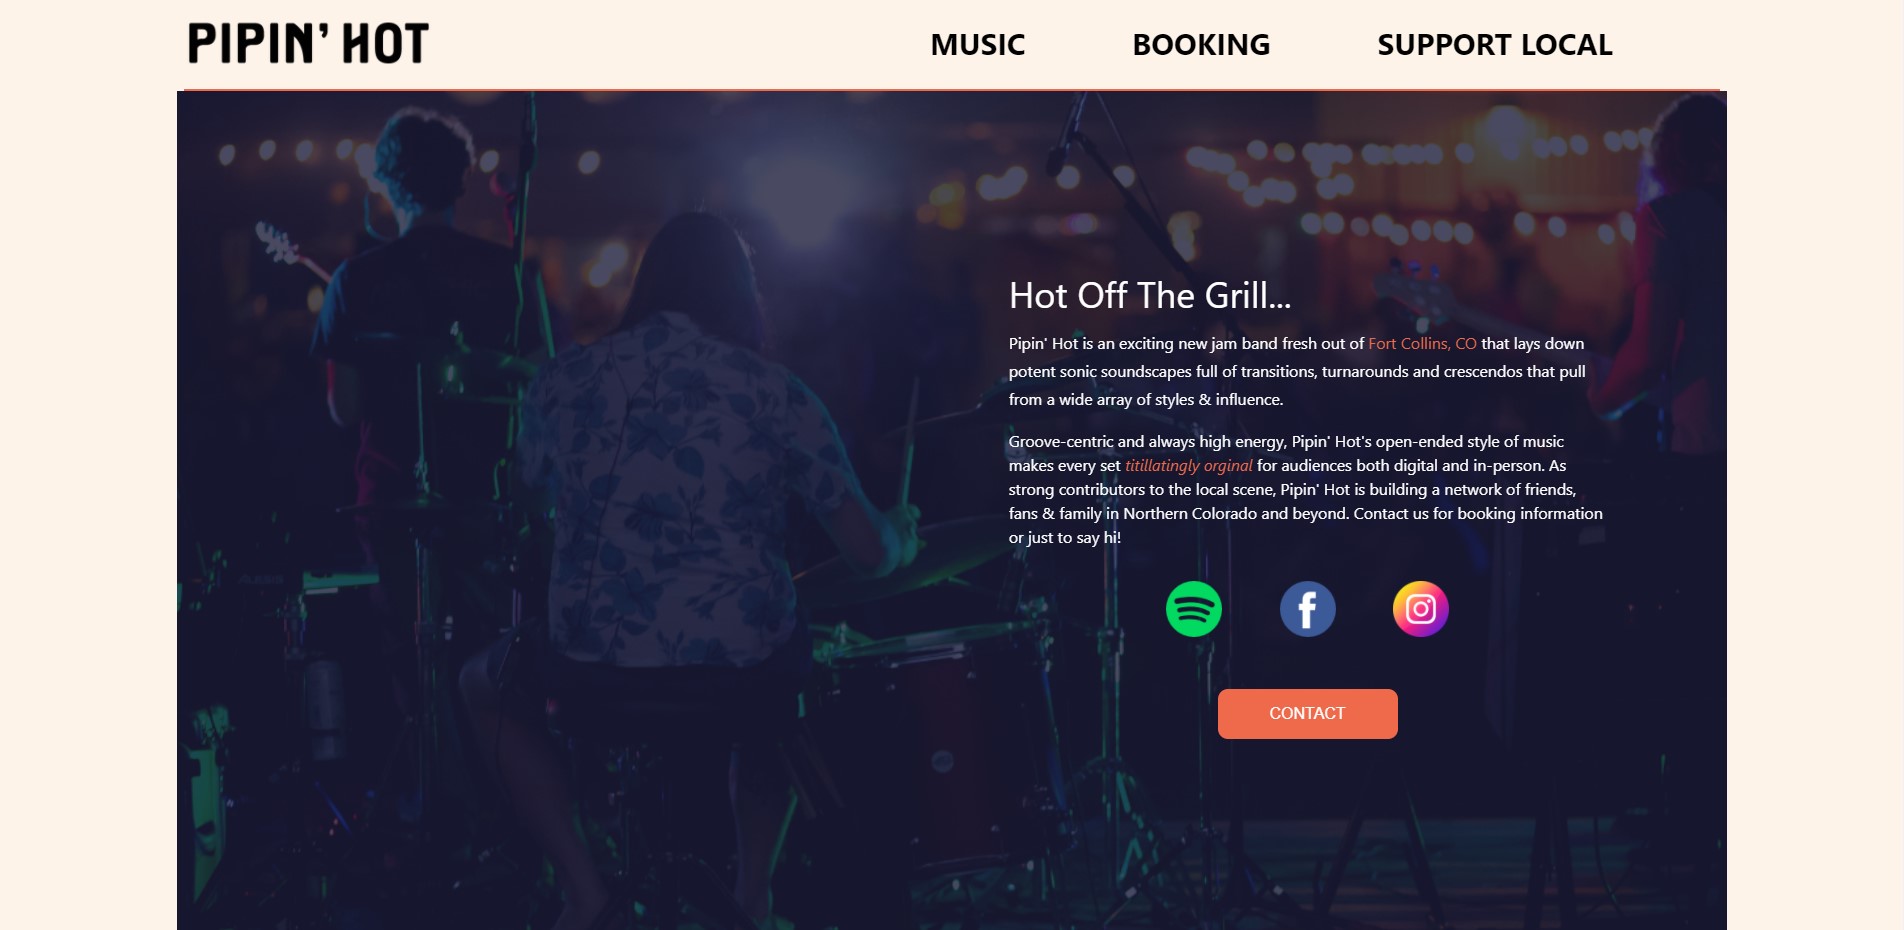 PIPIN' HOT
MUSIC BOOKING SUPPORT LOCAL
Hot Off The Grill...
Pipin' Hot is an exciting new jam band fresh out of Fort Collins, CO that lays down
potent sonic soundscapes full of transitions, turnarounds and crescendos that pull
from a wide array of styles & influence.
Groove-centric and always high energy, Pipin' Hot's open-ended style of music
makes every set titillatingly orginal for audiences both digital and in-person. As
strong contributors to the local scene, Pipin' Hot is building a network of friends,
fans & family in Northern Colorado and beyond. Contact us for booking information
or just to say hi!
ALESIS
CONTACT